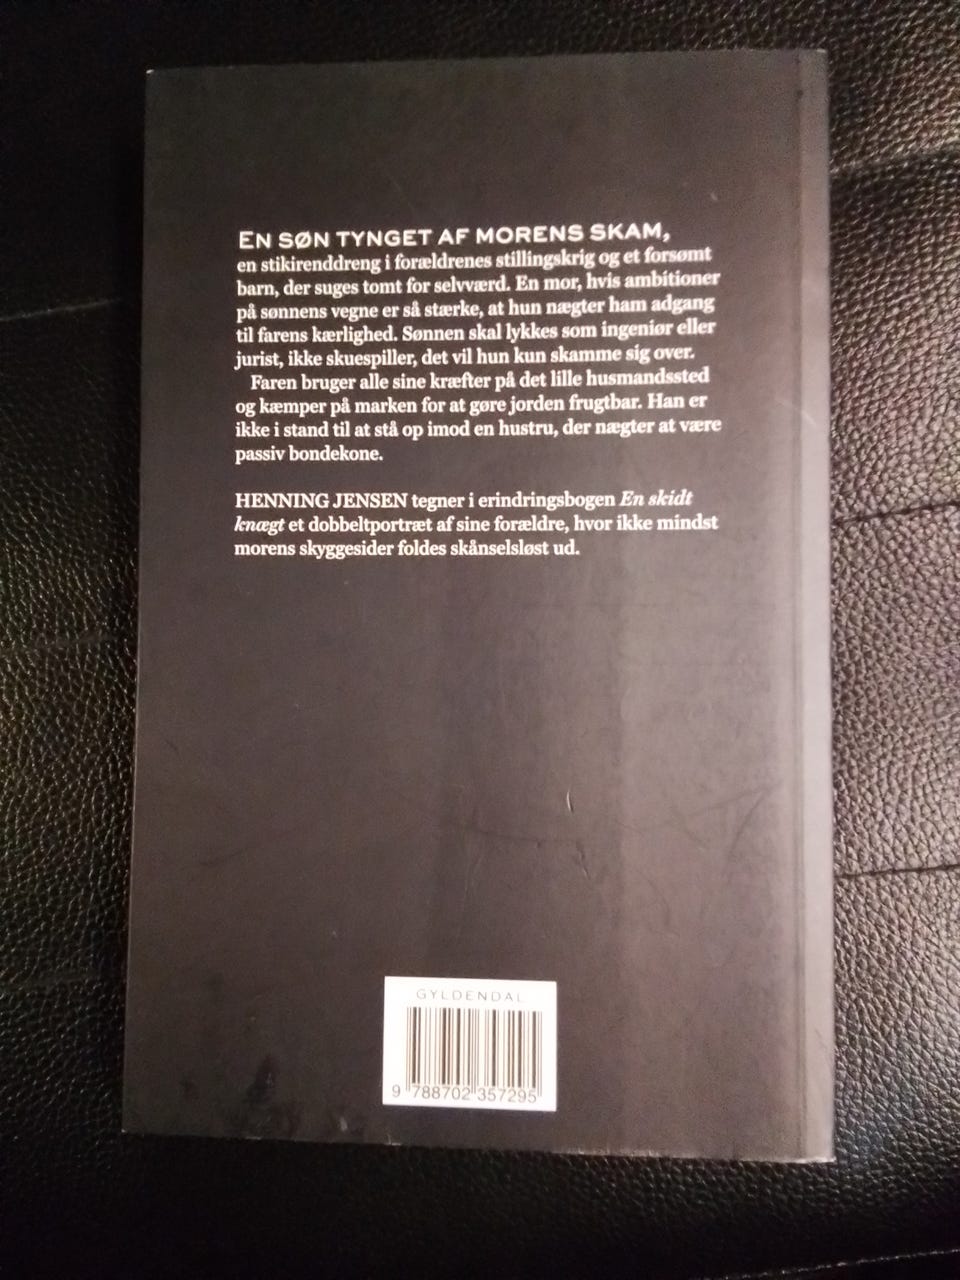 EN SØN TYNGET AF MORENS SKAM,
en stikirenddreng i forældrenes stillingskrig og et forsømt
barn, der suges tomt for selvværd. En mor, hvis ambitioner
på sønnens vegne er så stærke, at hun nægter ham adgang
til farens kærlighed. Sønnen skal lykkes som ingeniør eller
jurist, ikke skuespiller, det vil hun kun skamme sig over.
Faren bruger alle sine kræfter på det lille husmandssted
og kæmper på marken for at gøre jorden frugtbar. Han er
ikke i stand til at stå op imod en hustru, der nægter at være
passiv bondekone.
HENNING JENSEN tegner i erindringsbogen En skidt
knægt et dobbeltportræt af sine forældre, hvor ikke mindst
morens skyggesider foldes skånselsløst ud.
GYLDENDAL
9 788702 357295